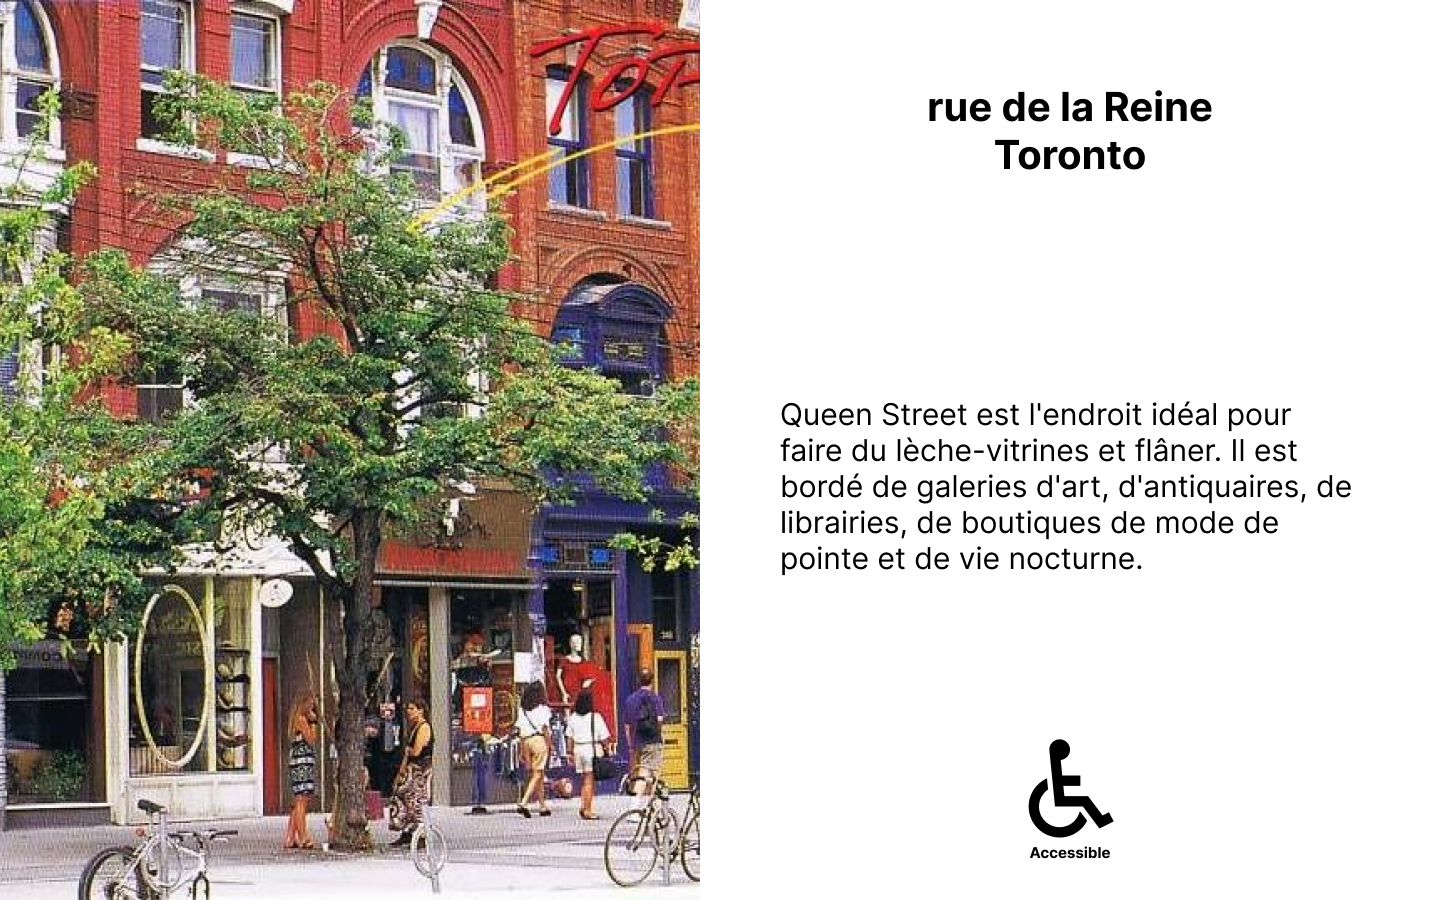 rue de la Reine
Toronto
Queen Street est l'endroit idéal pour
faire du lèche-vitrines et flâner. Il est
bordé de galeries d'art, d'antiquaires, de
librairies, de boutiques de mode de
pointe et de vie nocturne.
Accessible